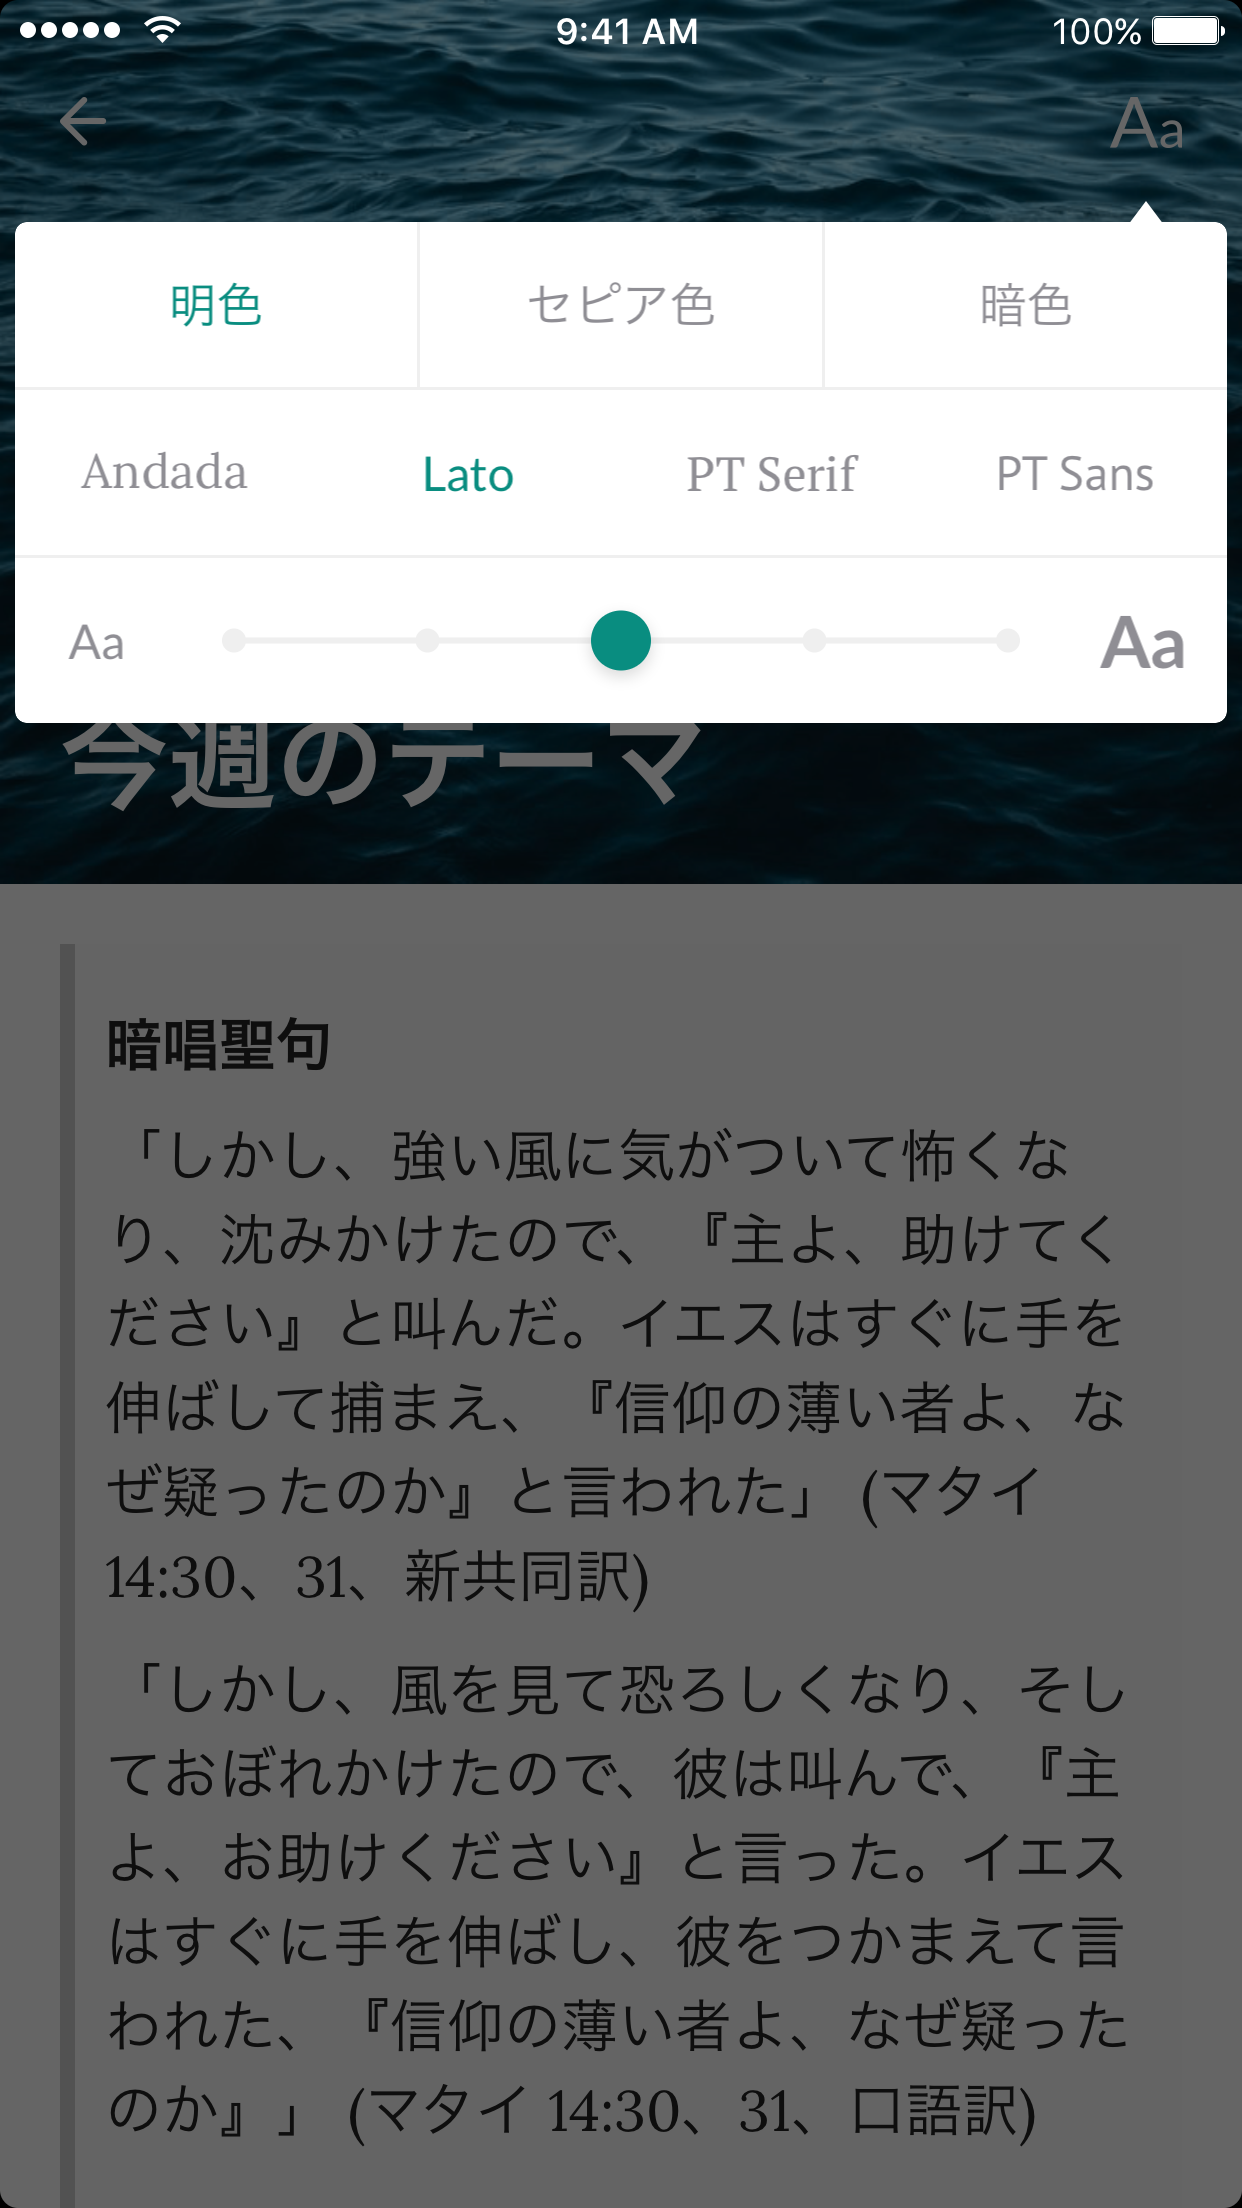 9:41 AM 100%
Aa
明色 セピア色 暗色
Andada Lato PT Serif PT Sans
Aa Aa
今週のテーマ
暗唱聖句
「しかし、強い風に気がついて怖くな
り、沈みかけたので、『主よ、助けてく
ださい』と叫んだ。イエスはすぐに手を
伸ばして捕まえ、『信仰の薄い者よ、な
ぜ疑ったのか』と言われた」 (マタイ
14:30、31、新共同訳)
「しかし、風を見て恐ろしくなり、そし
ておぼれかけたので、彼は叫んで、『主
よ、お助けください』と言った。イエス
はすぐに手を伸ばし、彼をつかまえて言
われた、『信仰の薄い者よ、なぜ疑った
のか』」 (マタイ 14:30、31、口語訳)